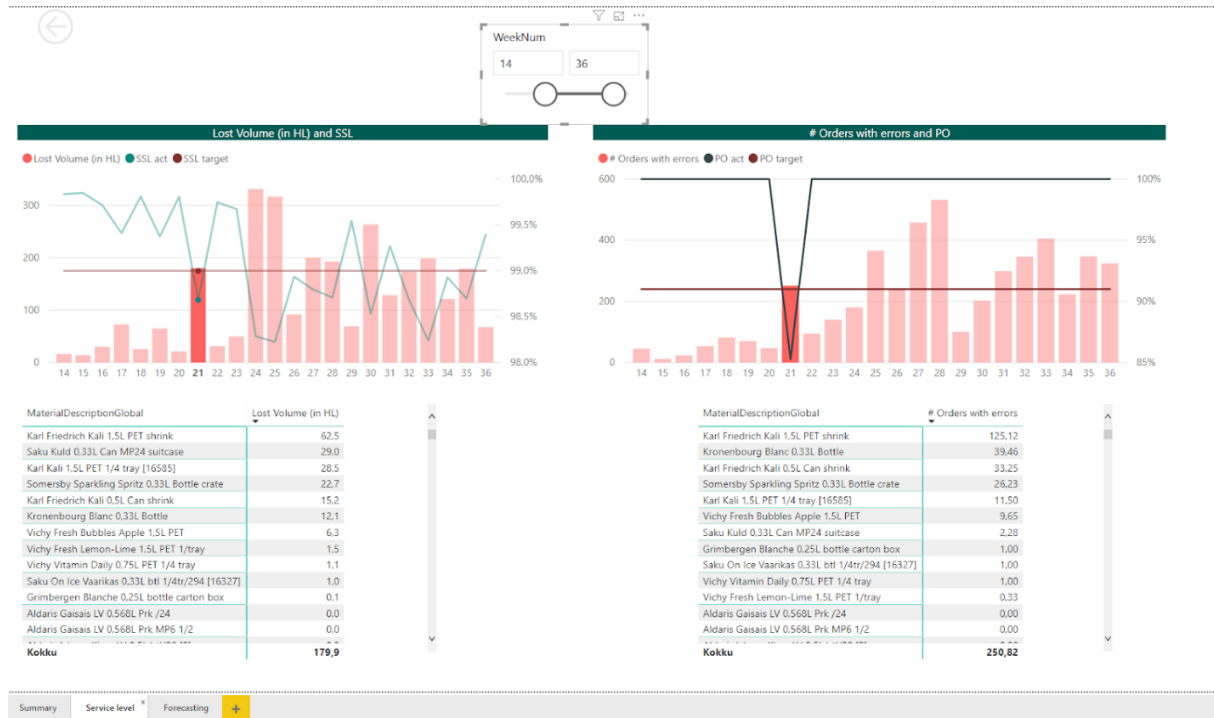 WeekNum
14 36
Lost Volume (in HL) and SSL
Lost Volume (in HL) SSL act SSL target
100,0%
300
99,5%
200
99,0%
100
98,5%
0
98,0%
14 15 16 17 18 19 20 21 22 23 24 25 26 27 28 29 30 31 32 33 34 35 36
MaterialDescriptionGlobal Lost Volume (in HL)
Karl Friedrich Kali 1,5L PET shrink 62,5
Saku Kuld 0,33L Can MP24 suitcase 29,0
Karl Kali 1,5L PET 1/4 tray [16585] 28,5
Somersby Sparkling Spritz 0,33L Bottle crate 22,7
Karl Friedrich Kali 0,5L Can shrink 15,2
Kronenbourg Blanc 0,33L Bottle 12,1
Vichy Fresh Bubbles Apple 1,5L PET 6,3
Vichy Fresh Lemon-Lime 1,5L PET 1/tray 1,5
Vichy Vitamin Daily 0,75L PET 1/4 tray 1,1
Saku On Ice Vaarikas 0,33L btl 1/4tr/294 [16327] 1,0
Grimbergen Blanche 0,25L bottle carton box 0,1
Aldaris Gaisais LV 0,568L Prk /24 0,0
Aldaris Gaisais LV 0,568L Prk MP6 1/2 0,0
Kokku 179,9
# Orders with errors and PO
# Orders with errors PO act PO target
600
100%
400
95%
200
90%
0
85%
14 15 16 17 18 19 20 21 22 23 24 25 26 27 28 29 30 31 32 33 34 35 36
MaterialDescriptionGlobal # Orders with errors
Karl Friedrich Kali 1,5L PET shrink 125,12
Kronenbourg Blanc 0,33L Bottle 39,46
Karl Friedrich Kali 0,5L Can shrink 33,25
Somersby Sparkling Spritz 0,33L Bottle crate 26,23
Karl Kali 1,5L PET 1/4 tray [16585] 11,50
Vichy Fresh Bubbles Apple 1,5L PET 9,65
Saku Kuld 0,33L Can MP24 suitcase 2,28
Grimbergen Blanche 0,25L bottle carton box 1,00
Saku On Ice Vaarikas 0,33L btl 1/4tr/294 [16327] 1,00
Vichy Vitamin Daily 0,75L PET 1/4 tray 1,00
Vichy Fresh Lemon-Lime 1,5L PET 1/tray 0,33
Aldaris Gaisais LV 0,568L Prk /24 0,00
Aldaris Gaisais LV 0,568L Prk MP6 1/2 0,00
Kokku 250,82
Summary Service level x Forecasting +